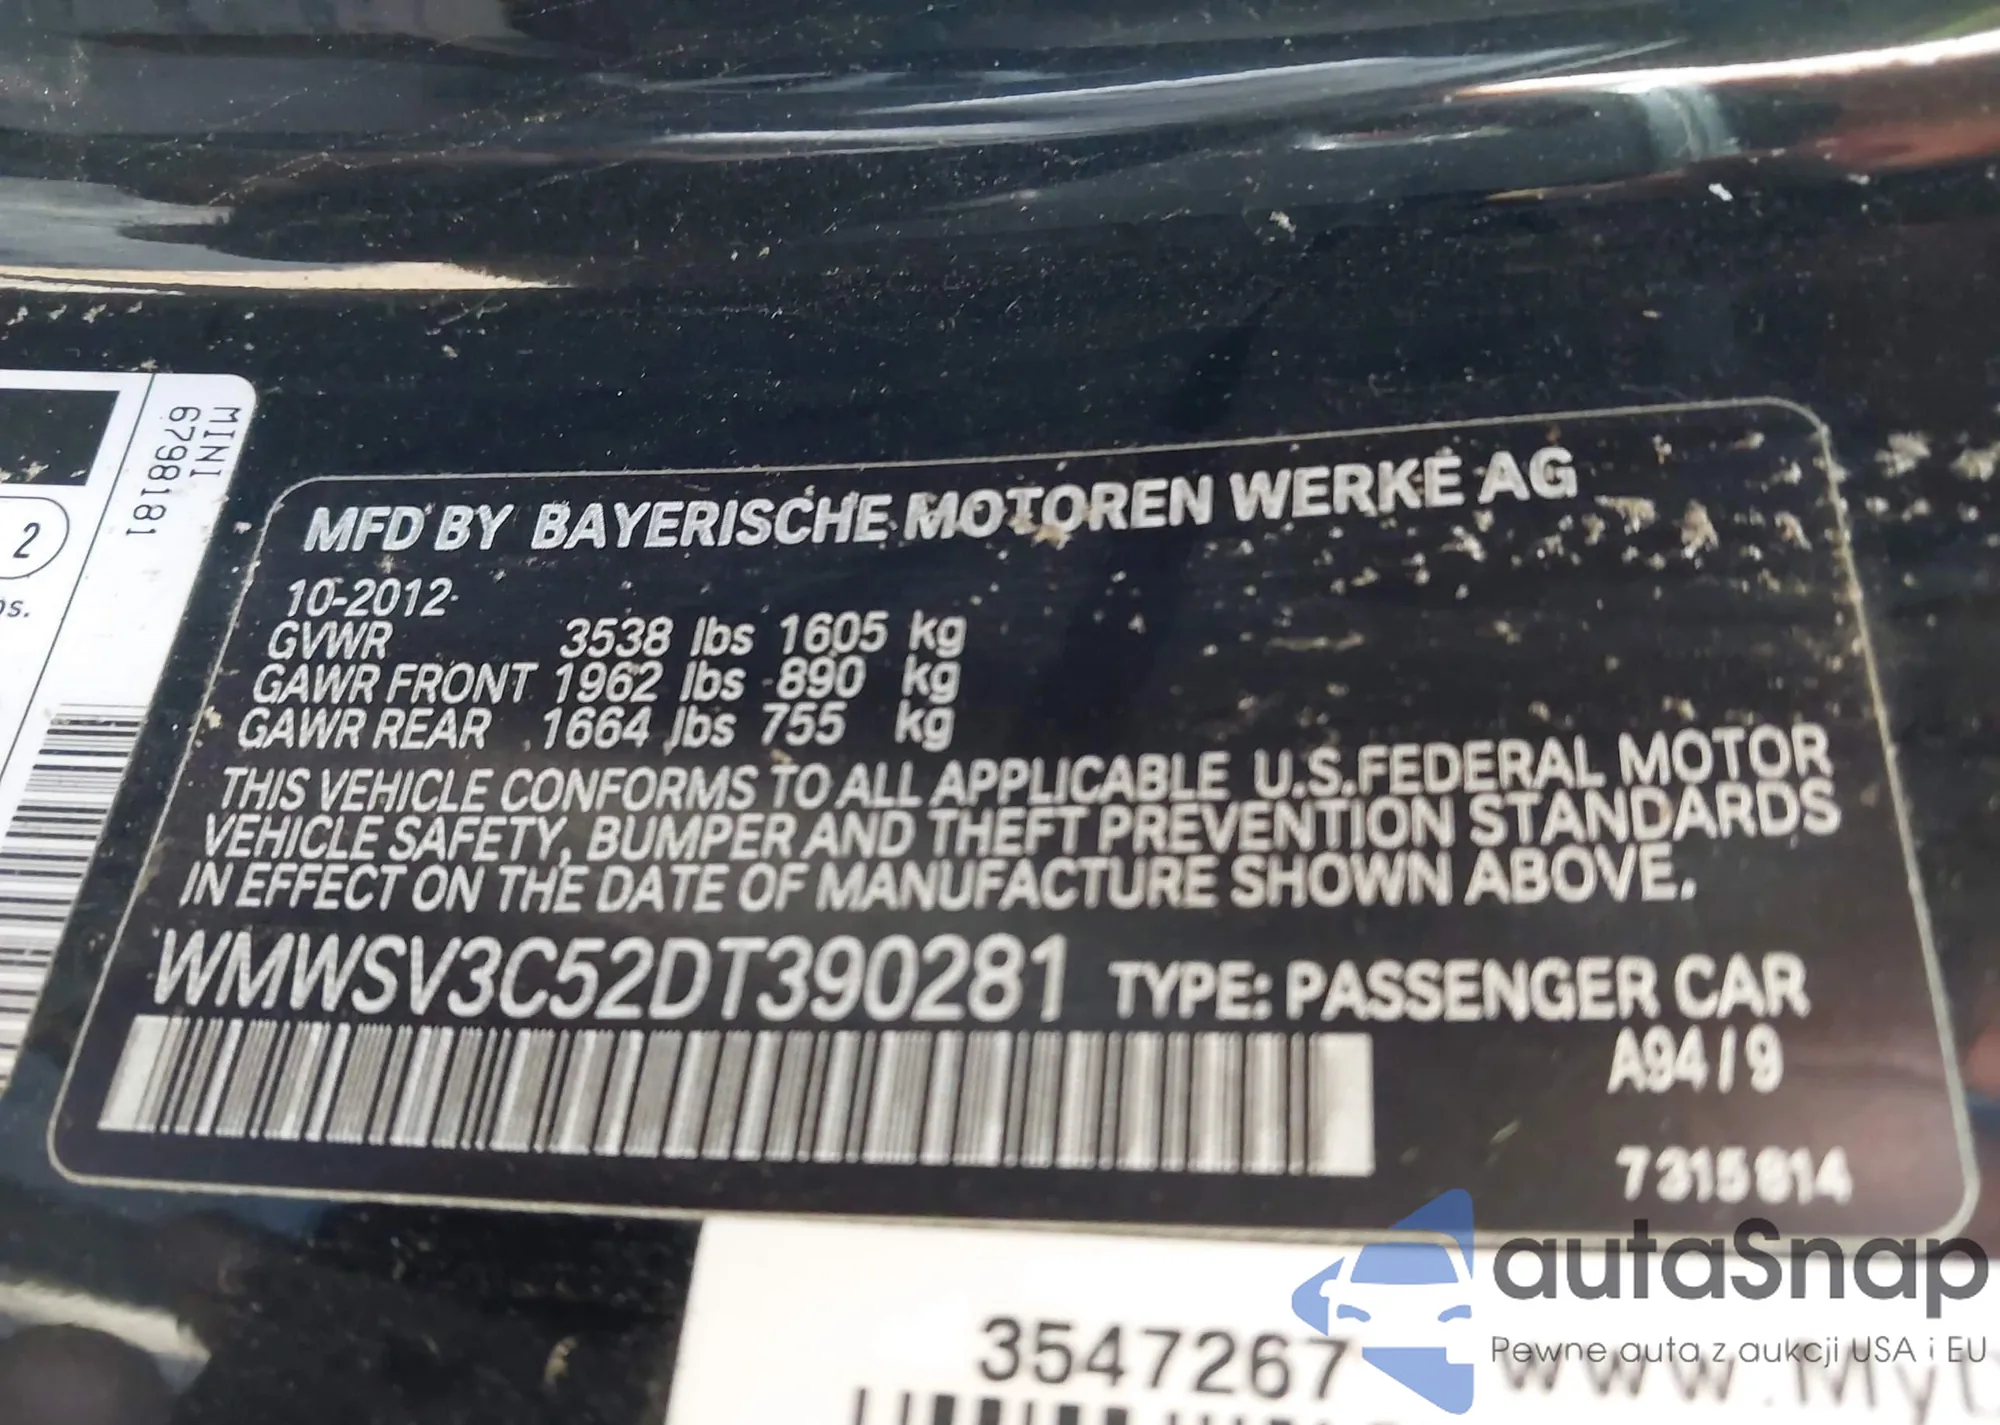 MINI
6798181
2
MFD BY BAYERISCHE MOTOREN WERKE AG
10-2012
GVWR 3538 lbs 1605 kg
GAWR FRONT 1962 lbs 890 kg
GAWR REAR 1664 lbs 755 kg
THIS VEHICLE CONFORMS TO ALL APPLICABLE U.S.FEDERAL MOTOR
VEHICLE SAFETY, BUMPER AND THEFT PREVENTION STANDARDS
IN EFFECT ON THE DATE OF MANUFACTURE SHOWN ABOVE.
WMWSV3C52DT390281 TYPE: PASSENGER CAR
A94/9
7315814
autaSnap
Pewne auta z aukcji USA i EU
3547267